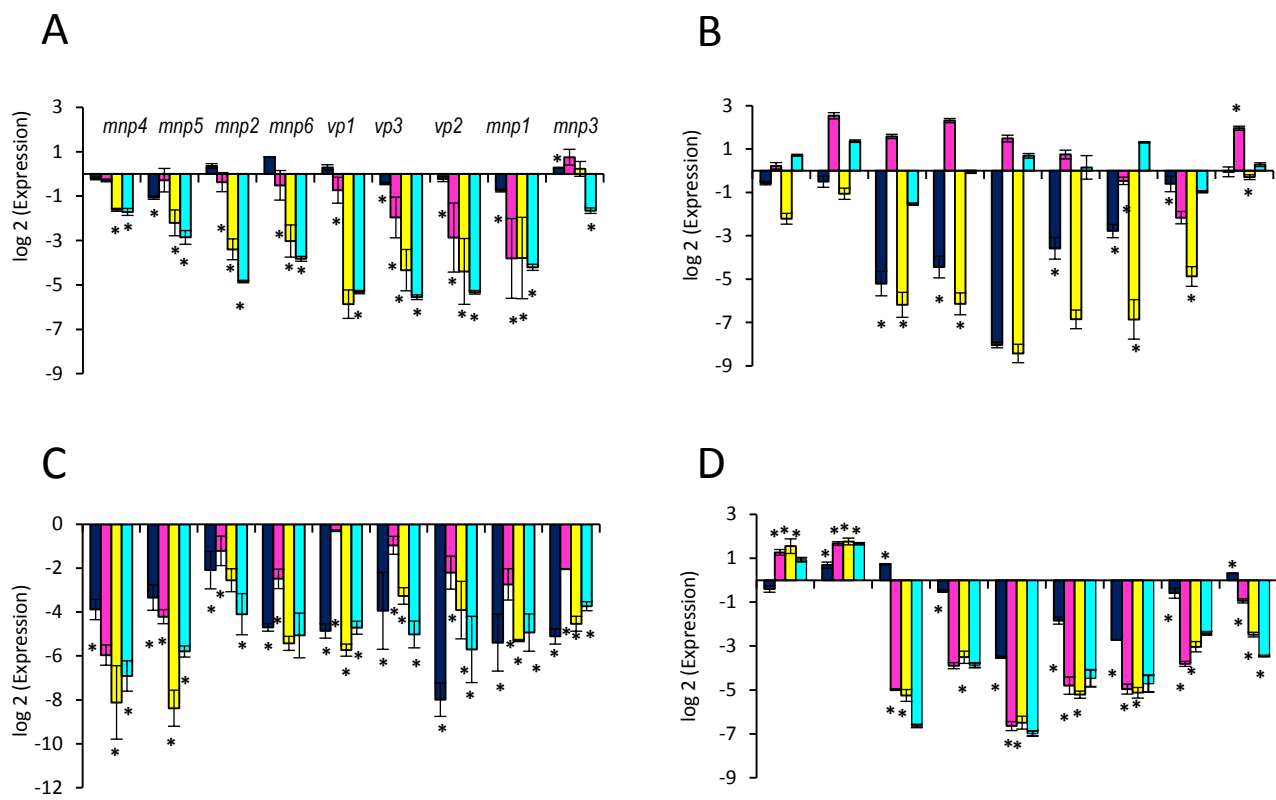 A
B
log 2 (Expression)
3
1
-1
-3
-5
-7
-9
mnp4 mnp5 mnp2 mnp6 vp1 vp3 vp2 mnp1 mnp3
* * * * * * * * * * * * * * * * * * * * * * *
log 2 (Expression)
3
1
-1
-3
-5
-7
-9
* * * * * * * * * * * *
C
D
log 2 (Expression)
0
-2
-4
-6
-8
-10
-12
* * * * * * * * * * * * * * * * * * * * * * * * * * * * *
log 2 (Expression)
3
1
-1
-3
-5
-7
-9
* * * * * * * * * * * * * * * * * * * * * * * * * * *